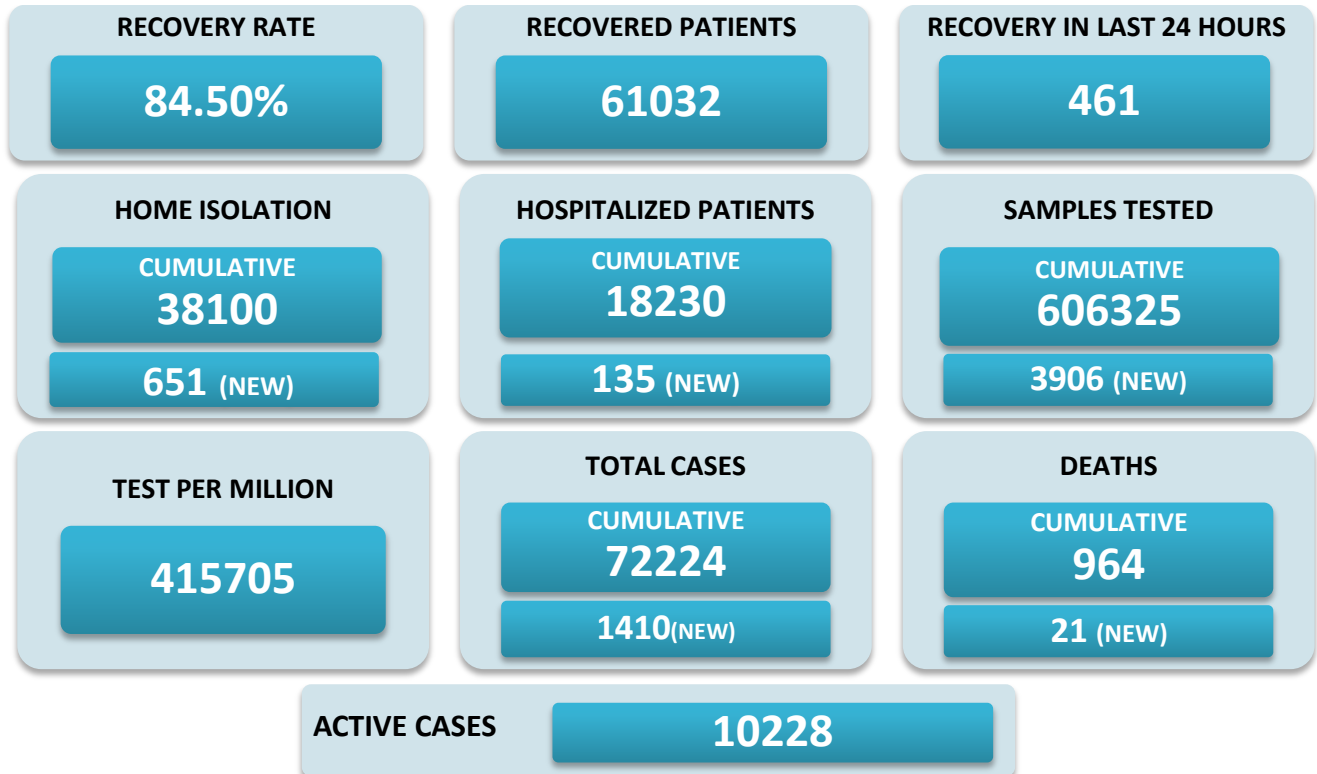 RECOVERY RATE
84.50%
RECOVERED PATIENTS
61032
RECOVERY IN LAST 24 HOURS
461
HOME ISOLATION
CUMULATIVE
38100
651 (NEW)
HOSPITALIZED PATIENTS
CUMULATIVE
18230
135 (NEW)
SAMPLES TESTED
CUMULATIVE
606325
3906 (NEW)
TEST PER MILLION
415705
TOTAL CASES
CUMULATIVE
72224
1410(NEW)
DEATHS
CUMULATIVE
964
21 (NEW)
ACTIVE CASES
10228